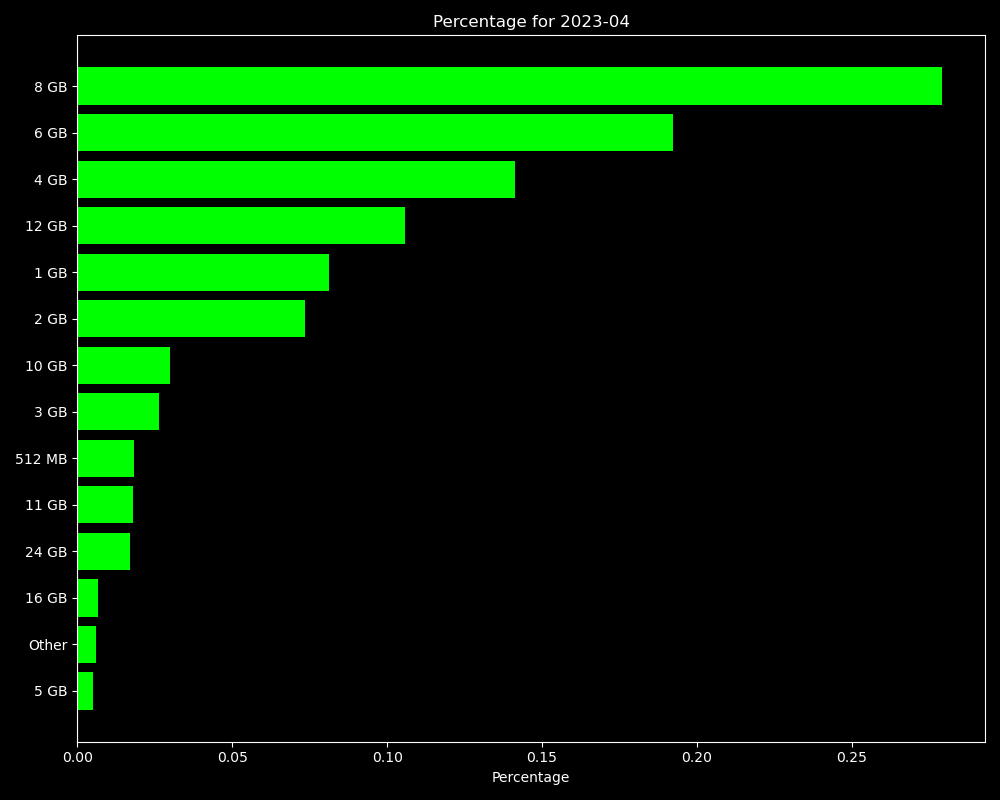 Percentage for 2023-04
8 GB
6 GB
4 GB
12 GB
1 GB
2 GB
10 GB
3 GB
512 MB
11 GB
24 GB
16 GB
Other
5 GB
0.00 0.05 0.10 0.15 0.20 0.25
Percentage